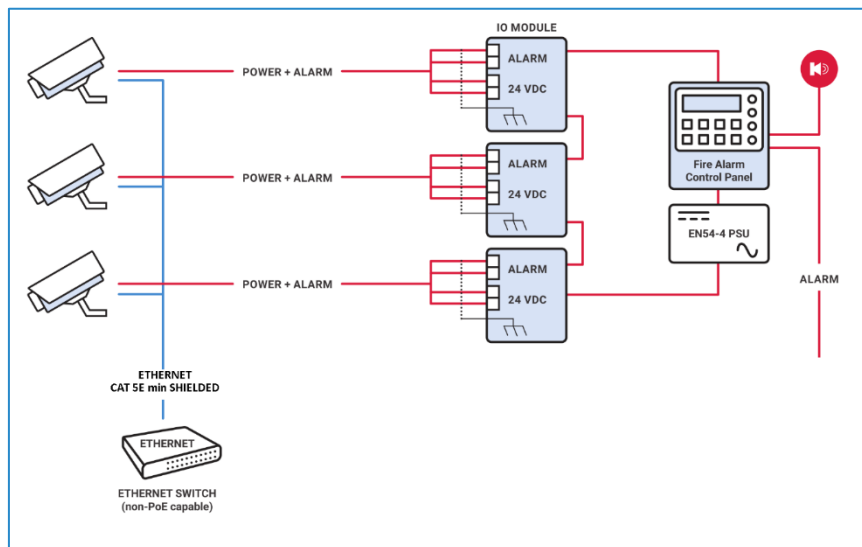 IO MODULE
POWER + ALARM
ALARM
24 VDC
Fire Alarm
Control Panel
POWER + ALARM
ALARM
24 VDC
EN54-4 PSU
POWER + ALARM
ALARM
24 VDC
ALARM
ETHERNET
CAT 5E min SHIELDED
ETHERNET
ETHERNET SWITCH
(non-PoE capable)